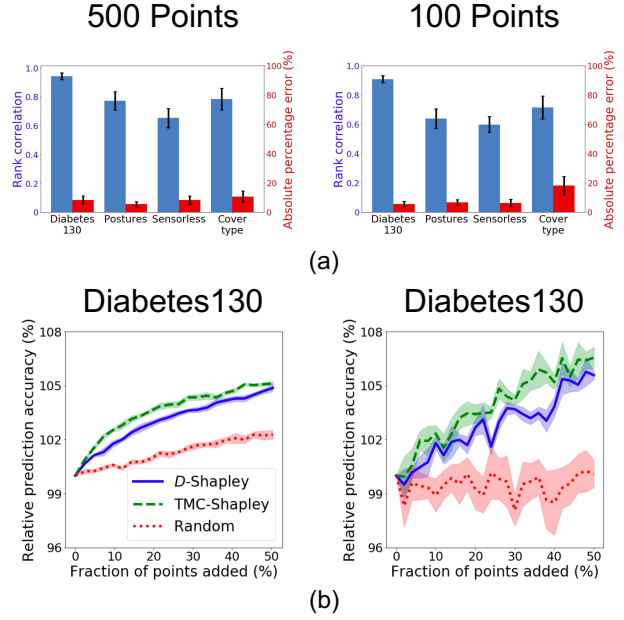 500 Points
100 Points
1.0
0.8
0.6
0.4
0.2
0
Rank correlation
100
80
60
40
20
0
Absolute percentage error (%)
Diabetes
130
Postures
Sensorless
Cover
type
1.0
0.8
0.6
0.4
0.2
0
Rank correlation
100
80
60
40
20
0
Absolute percentage error (%)
Diabetes
130
Postures
Sensorless
Cover
type
(a)
Diabetes130
Diabetes130
108
105
102
99
96
Relative prediction accuracy (%)
D-Shapley
TMC-Shapley
Random
0 10 20 30 40 50
Fraction of points added (%)
108
105
102
99
96
Relative prediction accuracy (%)
0 10 20 30 40 50
Fraction of points added (%)
(b)